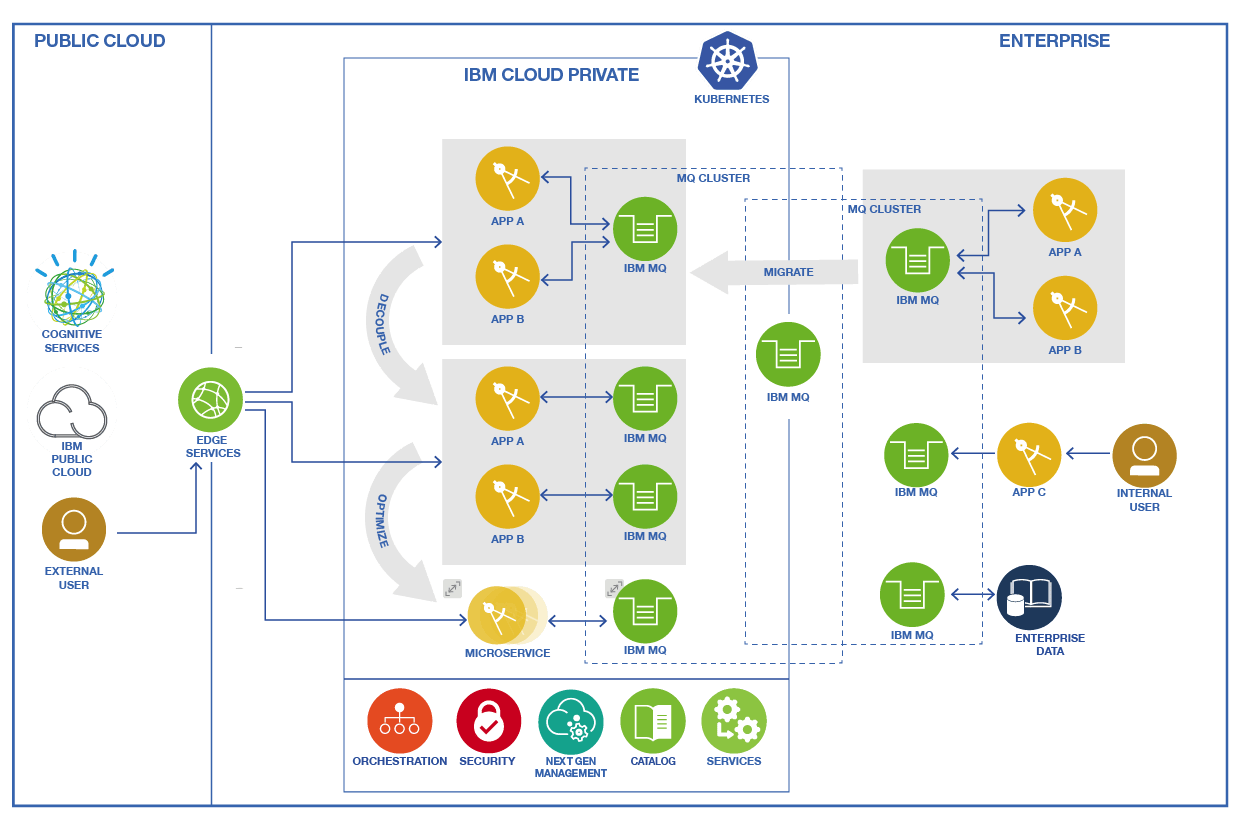 PUBLIC CLOUD
ENTERPRISE
IBM CLOUD PRIVATE
KUBERNETES
MQ CLUSTER
MQ CLUSTER
APP A
IBM MQ
APP B
MIGRATE
IBM MQ
APP A
APP B
DECOUPLE
COGNITIVE
SERVICES
IBM
PUBLIC
CLOUD
EDGE
SERVICES
EXTERNAL
USER
APP A
IBM MQ
APP B
IBM MQ
OPTIMIZE
MICROSERVICE
IBM MQ
IBM MQ
IBM MQ
APP C
INTERNAL
USER
IBM MQ
ENTERPRISE
DATA
ORCHESTRATION
SECURITY
NEXT GEN
MANAGEMENT
CATALOG
SERVICES